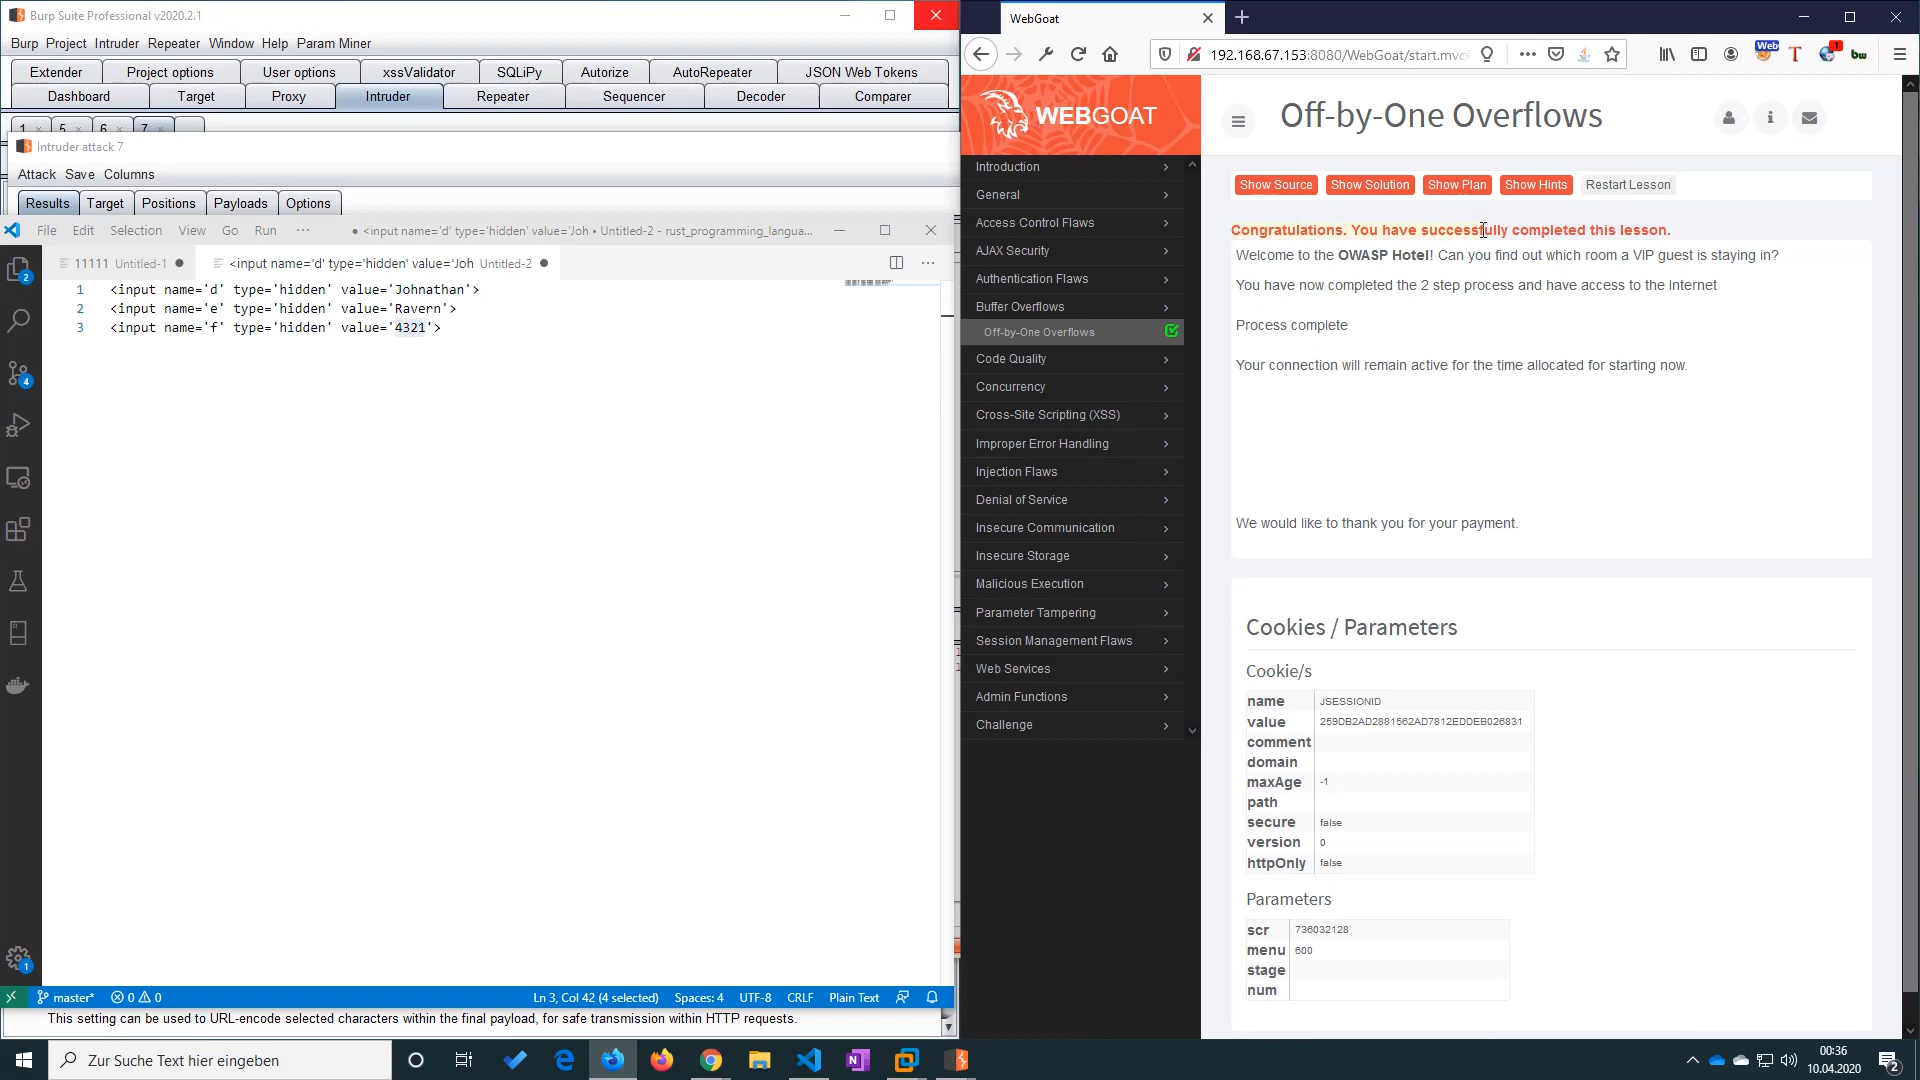 Burp Suite Professional v2020.2.1
Burp Project Intruder Repeater Window Help Param Miner
Extender Project options User options xssValidator SQLiPy Autorize AutoRepeater JSON Web Tokens
Dashboard Target Proxy Intruder Repeater Sequencer Decoder Comparer
1 × 5 × 6 × 7 ×
Intruder attack 7
Attack Save Columns
Results Target Positions Payloads Options
File Edit Selection View Go Run ··· ● <input name='d' type='hidden' value='Joh • Untitled-2 - rust_programming_langua...
11111 Untitled-1 ● <input name='d' type='hidden' value='Joh Untitled-2 ●
1 <input name='d' type='hidden' value='Johnathan'>
2 <input name='e' type='hidden' value='Ravern'>
3 <input name='f' type='hidden' value='4321'>
2
4
1
master* 0 0 Ln 3, Col 42 (4 selected) Spaces: 4 UTF-8 CRLF Plain Text
This setting can be used to URL-encode selected characters within the final payload, for safe transmission within HTTP requests.
WebGoat
192.168.67.153:8080/WebGoat/start.mvc
Web 1
WEBGOAT
Introduction
General
Access Control Flaws
AJAX Security
Authentication Flaws
Buffer Overflows
Off-by-One Overflows
Code Quality
Concurrency
Cross-Site Scripting (XSS)
Improper Error Handling
Injection Flaws
Denial of Service
Insecure Communication
Insecure Storage
Malicious Execution
Parameter Tampering
Session Management Flaws
Web Services
Admin Functions
Challenge
Off-by-One Overflows
Show Source Show Solution Show Plan Show Hints Restart Lesson
Congratulations. You have successfully completed this lesson.
Welcome to the OWASP Hotel! Can you find out which room a VIP guest is staying in?
You have now completed the 2 step process and have access to the Internet
Process complete
Your connection will remain active for the time allocated for starting now.
We would like to thank you for your payment.
Cookies / Parameters
Cookie/s
name JSESSIONID
value 259DB2AD2881562AD7812EDDEB026831
comment
domain
maxAge -1
path
secure false
version 0
httpOnly false
Parameters
scr 736032128
menu 600
stage
num
Zur Suche Text hier eingeben
00:36
10.04.2020
2